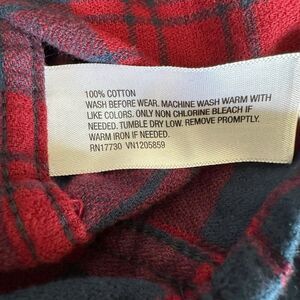 100% COTTON
WASH BEFORE WEAR. MACHINE WASH WARM WITH
LIKE COLORS. ONLY NON CHLORINE BLEACH IF
NEEDED. TUMBLE DRY LOW. REMOVE PROMPTLY.
WARM IRON IF NEEDED.
RN17730 VN1205859